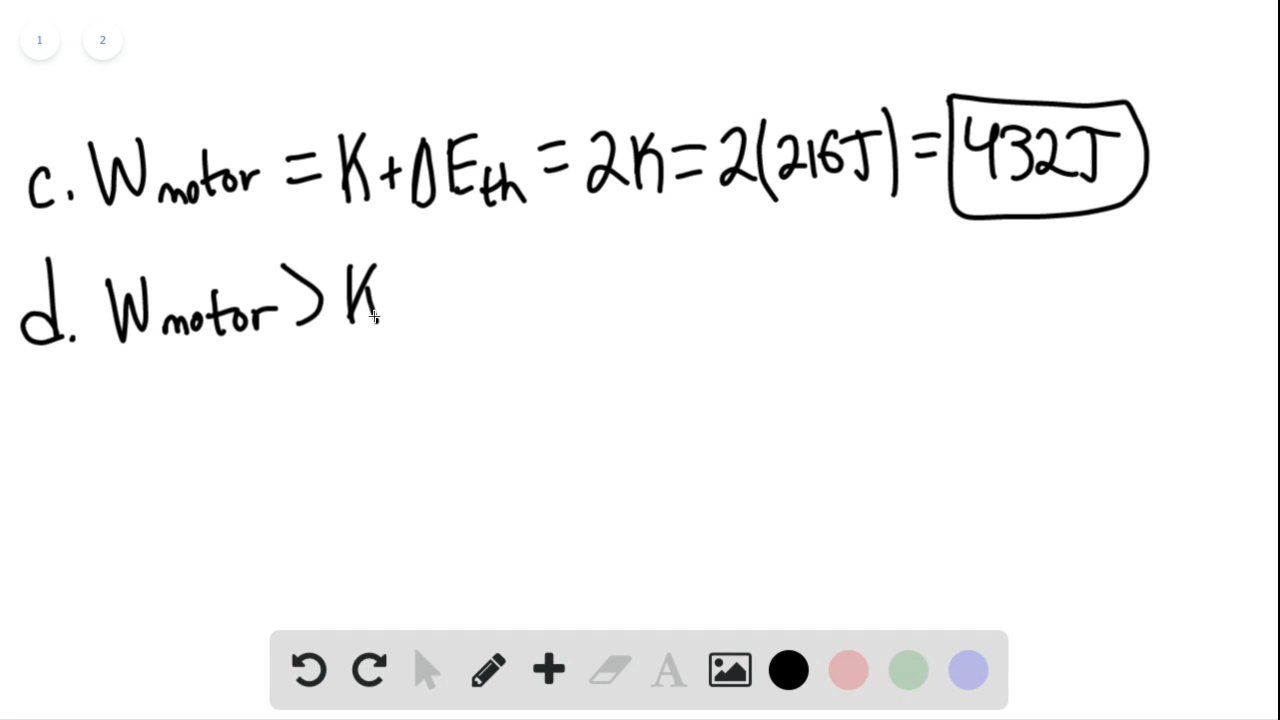 1 2
c. W motor = K + ΔE th = 2K = 2(216J) = 432J
d. W motor > K
A